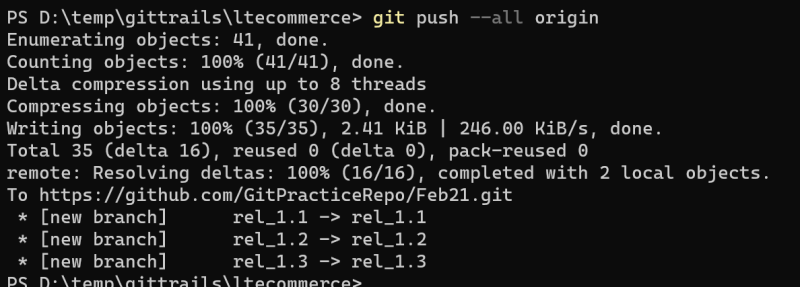 PS D:\temp\gittrails\ltecommerce> git push --all origin
Enumerating objects: 41, done.
Counting objects: 100% (41/41), done.
Delta compression using up to 8 threads
Compressing objects: 100% (30/30), done.
Writing objects: 100% (35/35), 2.41 KiB | 246.00 KiB/s, done.
Total 35 (delta 16), reused 0 (delta 0), pack-reused 0
remote: Resolving deltas: 100% (16/16), completed with 2 local objects.
To https://github.com/GitPracticeRepo/Feb21.git
 * [new branch]      rel_1.1 -> rel_1.1
 * [new branch]      rel_1.2 -> rel_1.2
 * [new branch]      rel_1.3 -> rel_1.3
PS D:\temp\gittrails\ltecommerce>